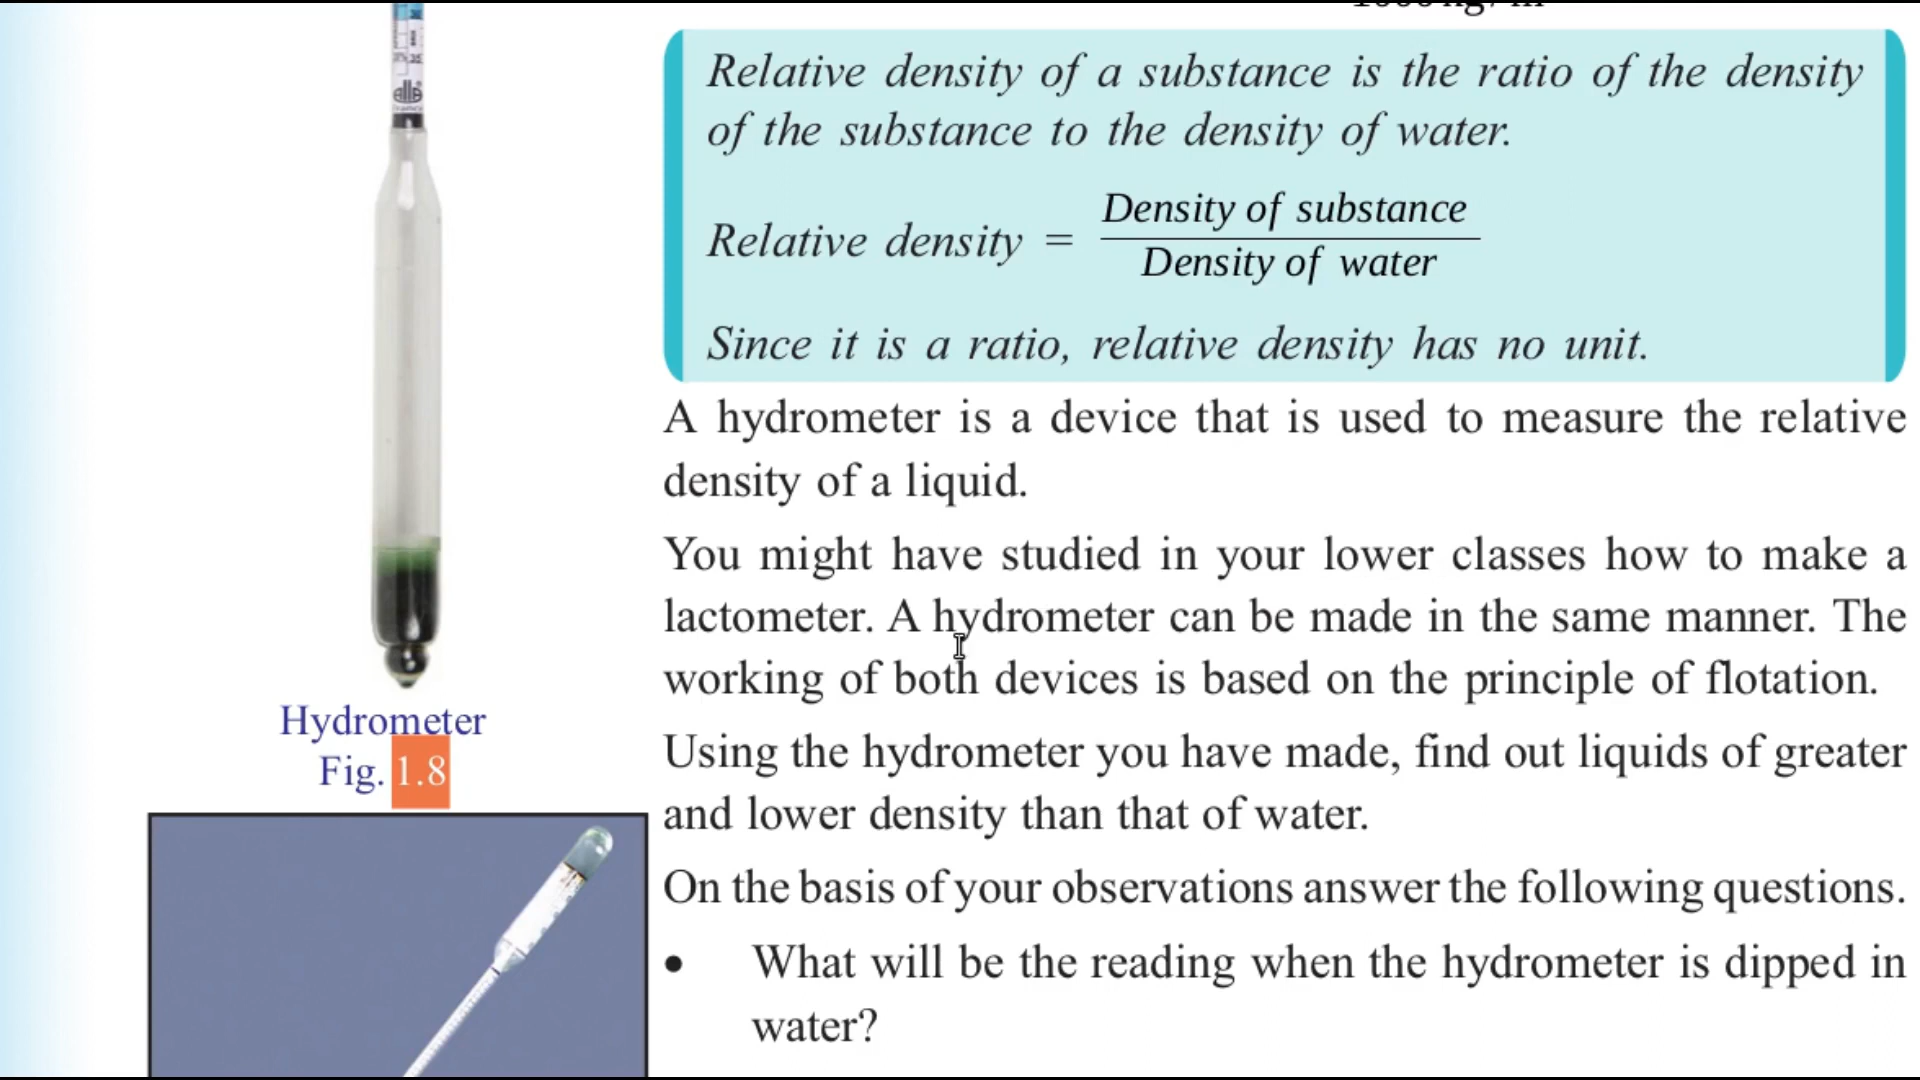 Relative density of a substance is the ratio of the density
of the substance to the density of water.
Relative density = Density of substance
Density of water
Since it is a ratio, relative density has no unit.
A hydrometer is a device that is used to measure the relative
density of a liquid.
You might have studied in your lower classes how to make a
lactometer. A hydrometer can be made in the same manner. The
working of both devices is based on the principle of flotation.
Using the hydrometer you have made, find out liquids of greater
and lower density than that of water.
On the basis of your observations answer the following questions.
• What will be the reading when the hydrometer is dipped in
water?
Hydrometer
Fig. 1.8